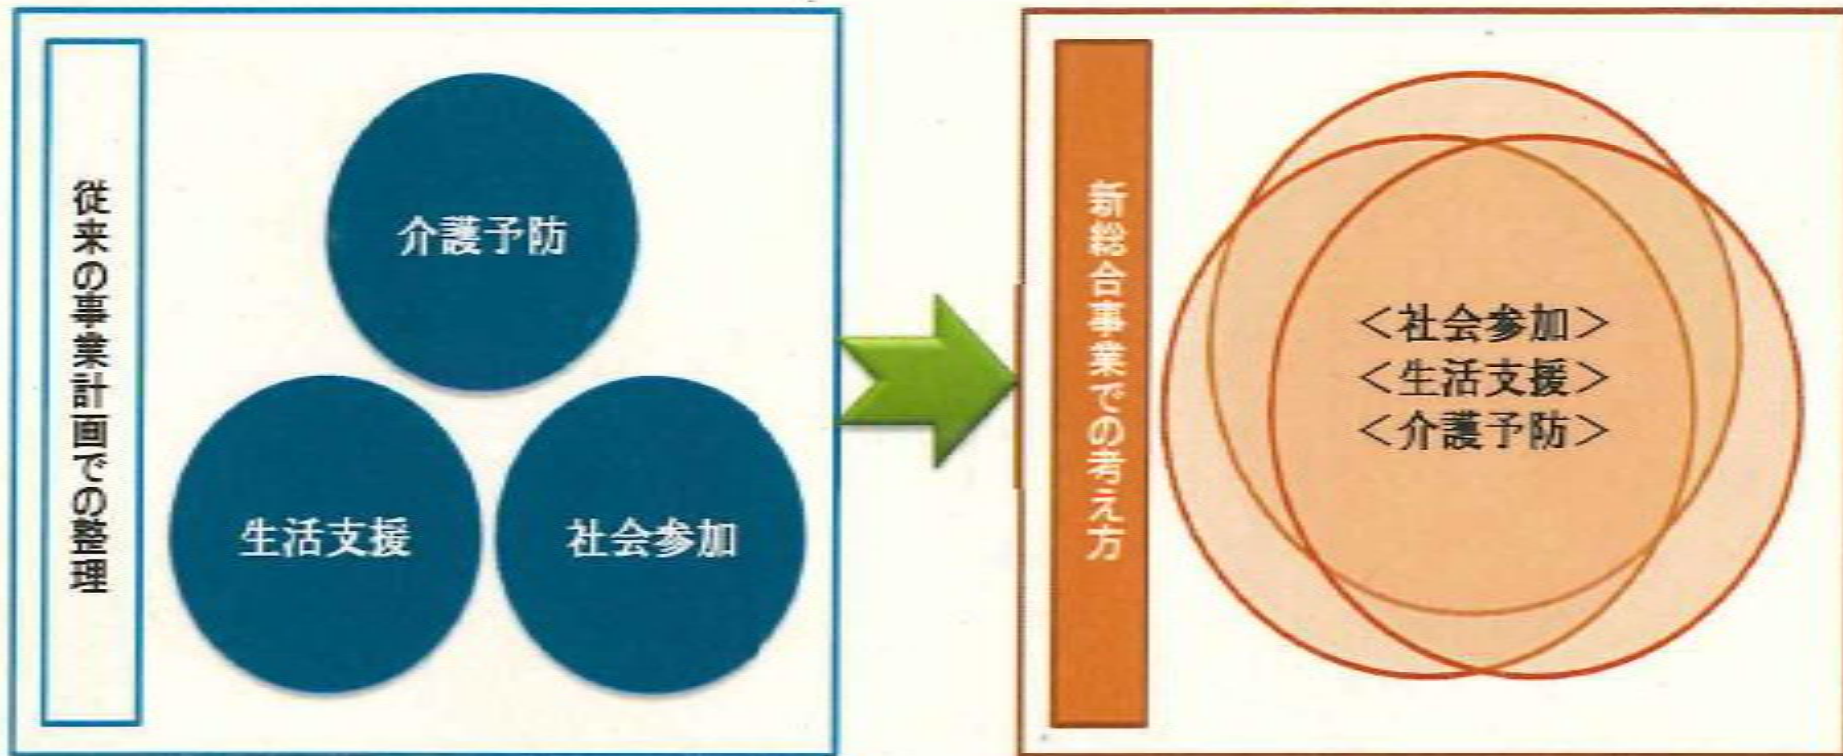 従来の事業計画での整理
介護予防
生活支援
社会参加
新総合事業での考え方
＜社会参加＞
＜生活支援＞
＜介護予防＞